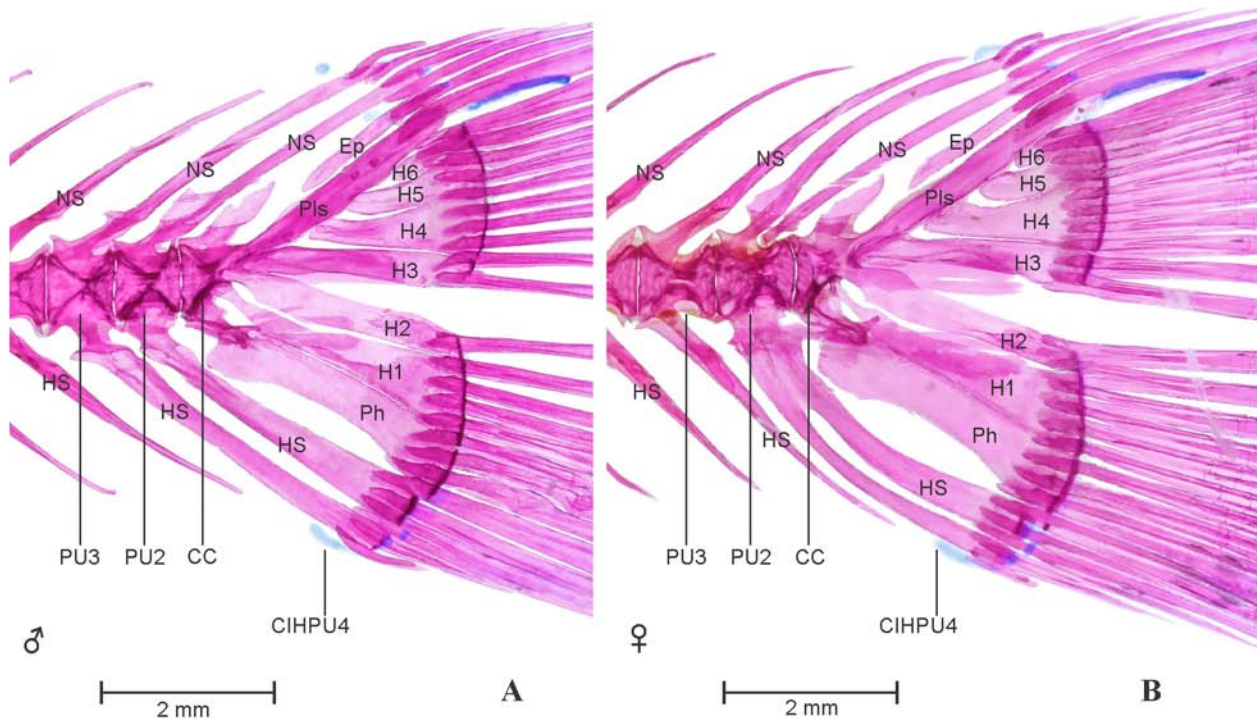 NS
NS
NS
Ep
H6
H5
Pls
H4
H3
H2
H1
Ph
HS
HS
HS
PU3
PU2
CC
CIHPU4
♂
2 mm
A
NS
NS
NS
Ep
H6
H5
Pls
H4
H3
H2
H1
Ph
HS
HS
HS
PU3
PU2
CC
CIHPU4
♀
2 mm
B